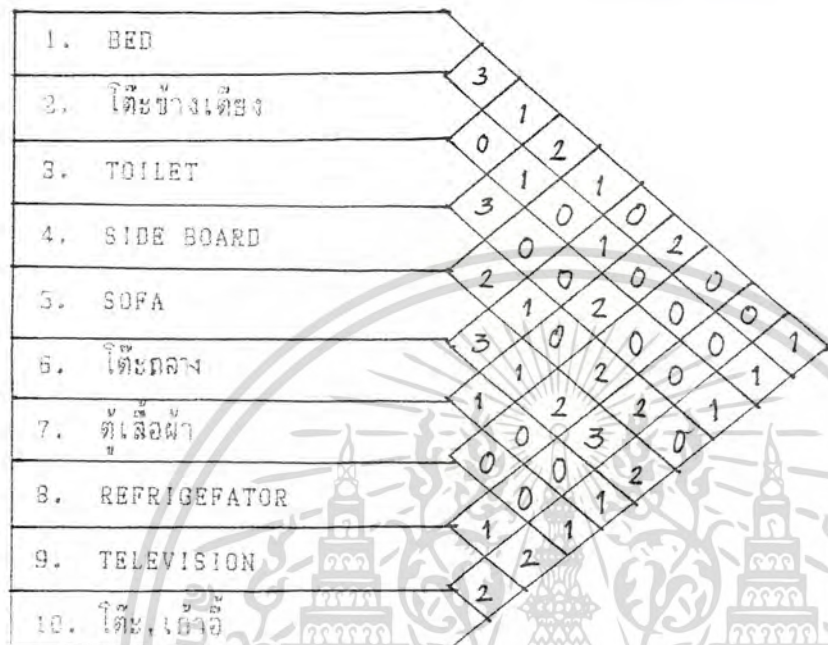 1. BED
3
2. โต๊ะข้างเตียง
1
0 2
3. TOILET
1 1
3 0 0
4. SIDE BOARD
0 1 2
2 0 0 0
5. SOFA
1 2 0 0
3 0 0 0 1
6. โต๊ะกลาง
1 2 0 1
1 2 2 1
7. ตู้เสื้อผ้า
0 3 0
0 0 2
8. REFRIGEFATOR
0 1
1 1
9. TELEVISION
2
2
10. โต๊ะ,เก้าอี้